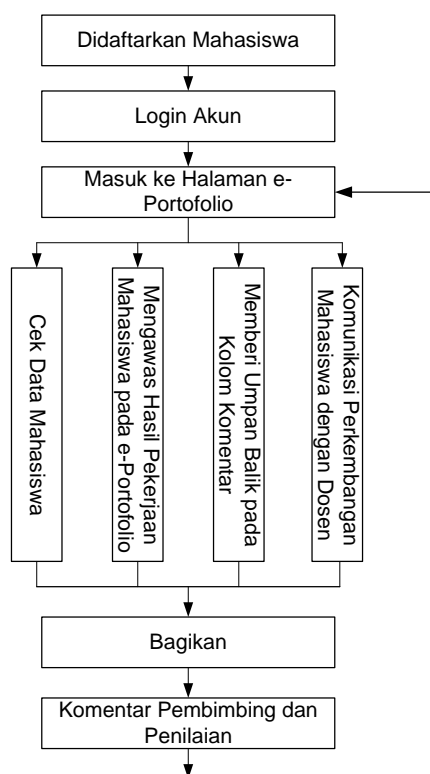 Didaftarkan Mahasiswa
Login Akun
Masuk ke Halaman e-
Portofolio
Cek Data Mahasiswa
Mengawas Hasil Pekerjaan
Mahasiswa pada e-Portofolio
Memberi Umpan Balik pada
Kolom Komentar
Komunikasi Perkembangan
Mahasiswa dengan Dosen
Bagikan
Komentar Pembimbing dan
Penilaian